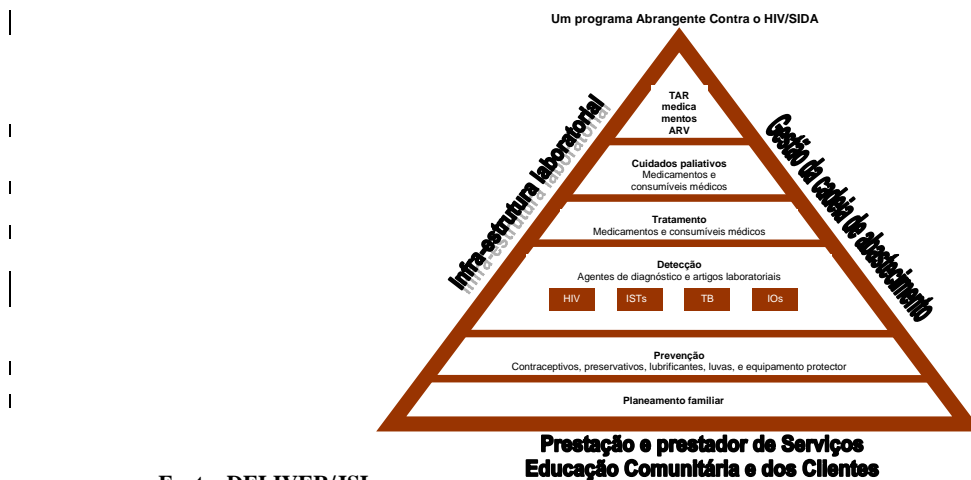 Um programa Abrangente Contra o HIV/SIDA
TAR
medica
mentos
ARV
Infra-estrutura laboratorial
Gestão da cadeia de abastecimento
Cuidados paliativos
Medicamentos e
consumíveis médicos
Tratamento
Medicamentos e consumíveis médicos
Detecção
Agentes de diagnóstico e artigos laboratoriais
HIV ISTs TB IOs
Prevenção
Contraceptivos, preservativos, lubrificantes, luvas, e equipamento protector
Planeamento familiar
Prestação e prestador de Serviços
Educação Comunitária e dos Clientes
DELIVER/JSI